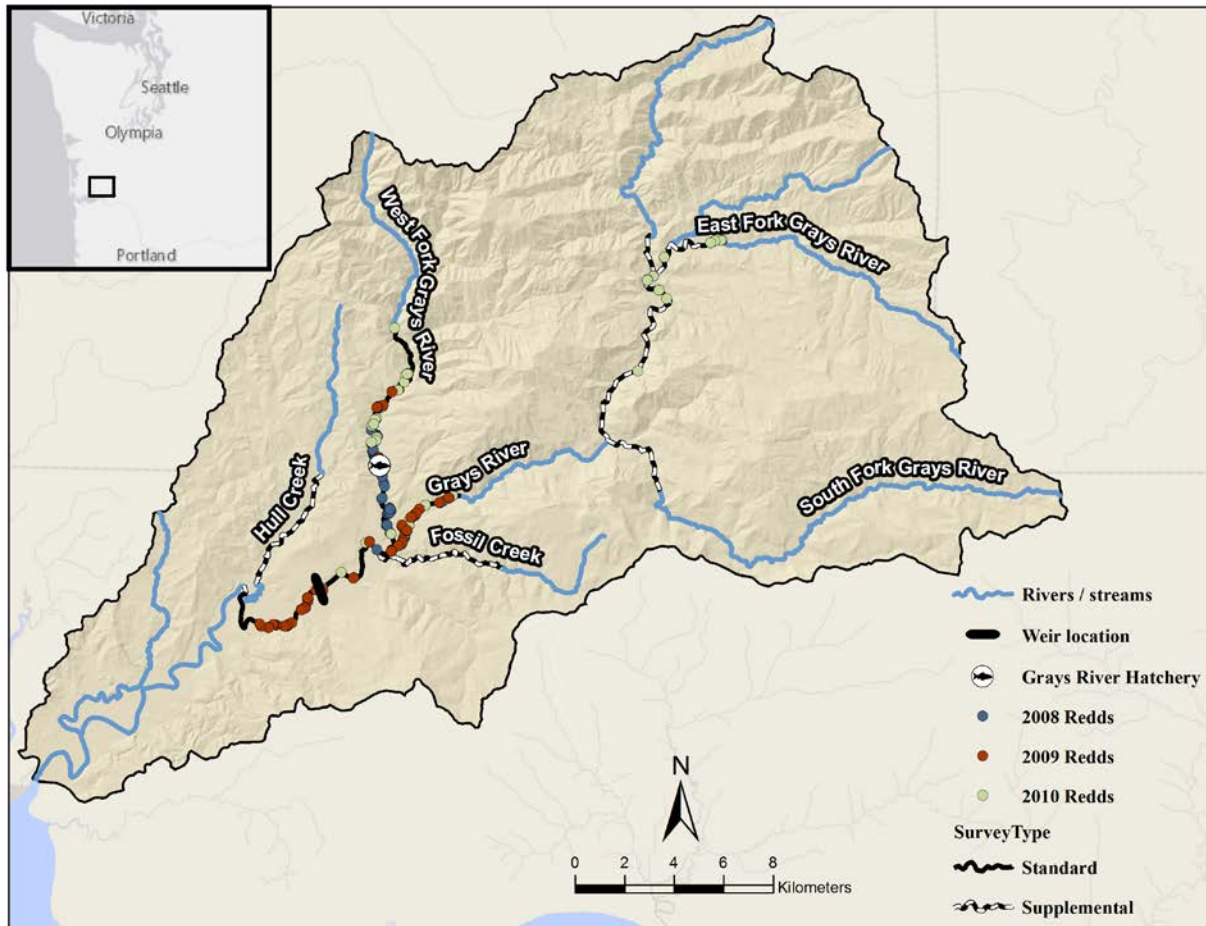 Victoria
Seattle
Olympia
Portland
West Fork Grays River
East Fork Grays River
Hull Creek
Grays River
South Fork Grays River
Fossil Creek
Rivers / streams
Weir location
Grays River Hatchery
2008 Redds
2009 Redds
2010 Redds
SurveyType
Standard
Supplemental
N
0 2 4 6 8
Kilometers